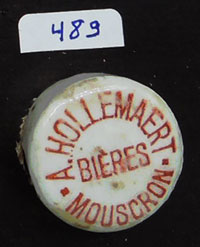 489
A. HOLLEMAERT
BIÈRES
• MOUSCRON •